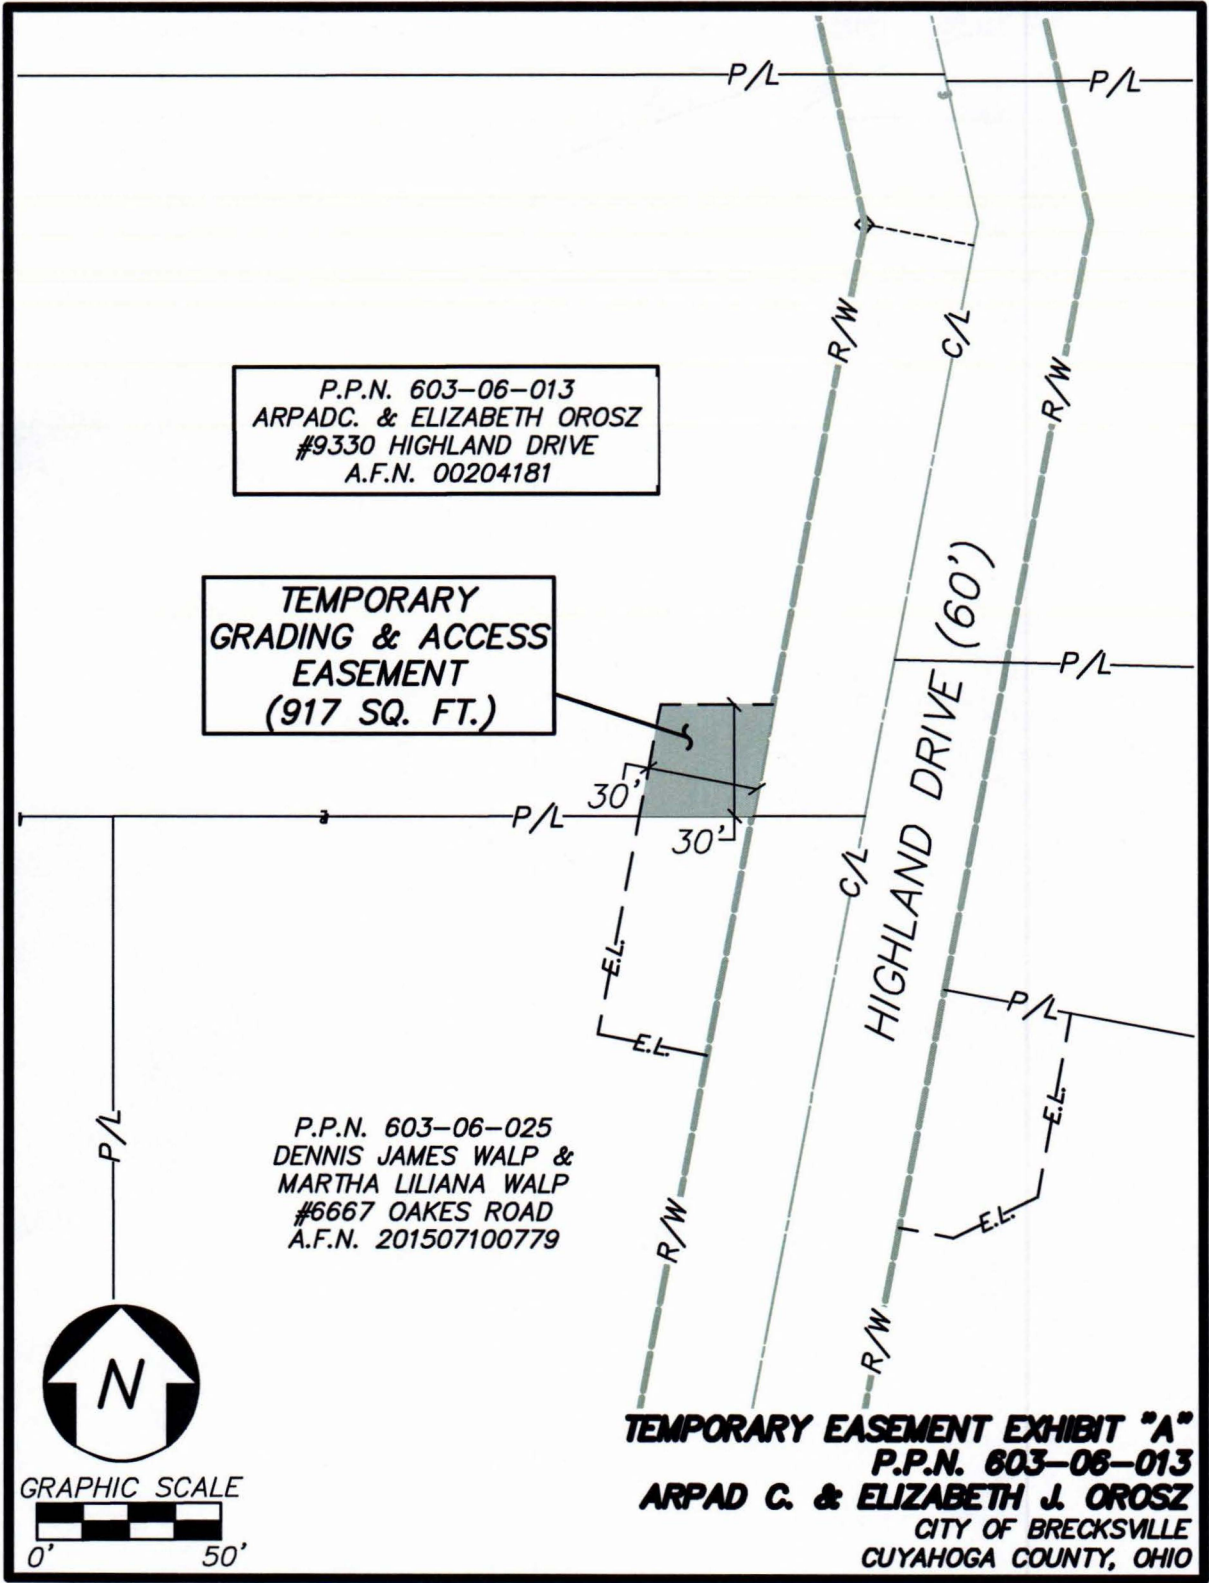 P/L
P/L
R/W
C/L
R/W
P.P.N. 603-06-013
ARPADC. & ELIZABETH OROSZ
#9330 HIGHLAND DRIVE
A.F.N. 00204181
TEMPORARY
GRADING & ACCESS
EASEMENT
(917 SQ. FT.)
HIGHLAND DRIVE (60')
P/L
30'
P/L
30'
C/L
E.L.
P/L
E.L.
E.L.
P/L
P.P.N. 603-06-025
DENNIS JAMES WALP &
MARTHA LILIANA WALP
#6667 OAKES ROAD
A.F.N. 201507100779
E.L.
R/W
R/W
N
GRAPHIC SCALE
0' 50'
TEMPORARY EASEMENT EXHIBIT "A"
P.P.N. 603-06-013
ARPAD C. & ELIZABETH J. OROSZ
CITY OF BRECKSVILLE
CUYAHOGA COUNTY, OHIO